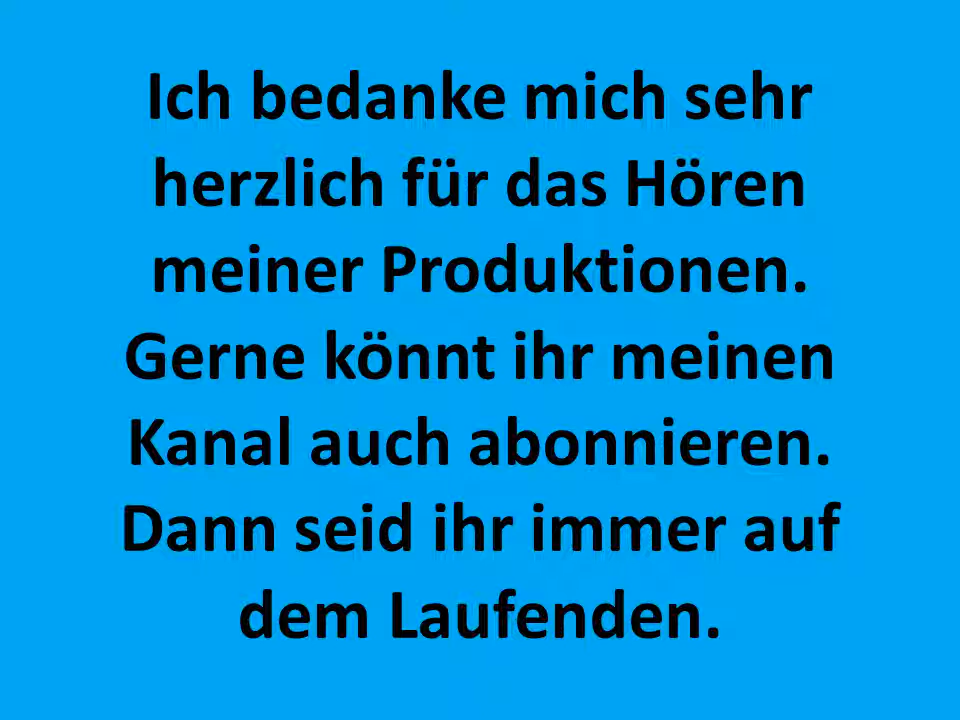 Ich bedanke mich sehr
herzlich für das Hören
meiner Produktionen.
Gerne könnt ihr meinen
Kanal auch abonnieren.
Dann seid ihr immer auf
dem Laufenden.